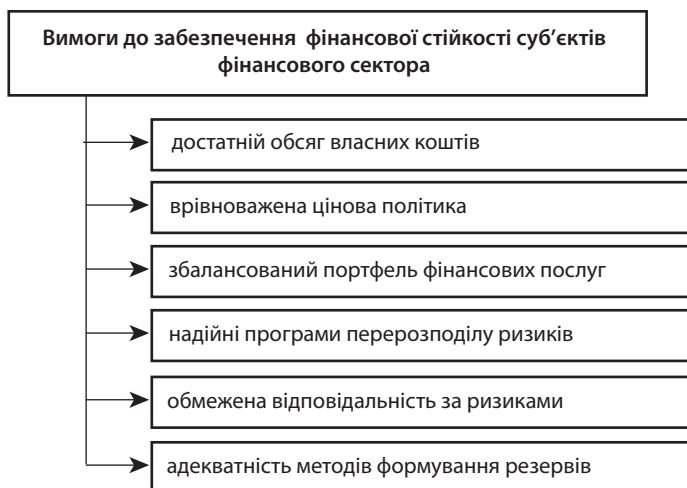 Вимоги до забезпечення фінансової стійкості суб’єктів
фінансового сектора
достатній обсяг власних коштів
врівноважена цінова політика
збалансований портфель фінансових послуг
надійні програми перерозподілу ризиків
обмежена відповідальність за ризиками
адекватність методів формування резервів